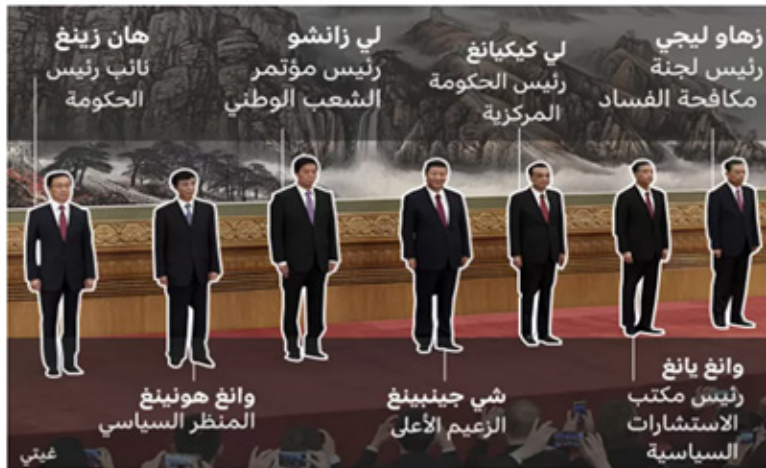 زهاو ليجي
رئيس لجنة
مكافحة الفساد
لي كيكيانغ
رئيس الحكومة
المركزية
لي زانشو
رئيس مؤتمر
الشعب الوطني
هان زينغ
نائب رئيس
الحكومة
وانغ يانغ
رئيس مكتب
الاستشارات
السياسية
شي جينبينغ
الزعيم الأعلى
وانغ هونينغ
المنظر السياسي
غيتي